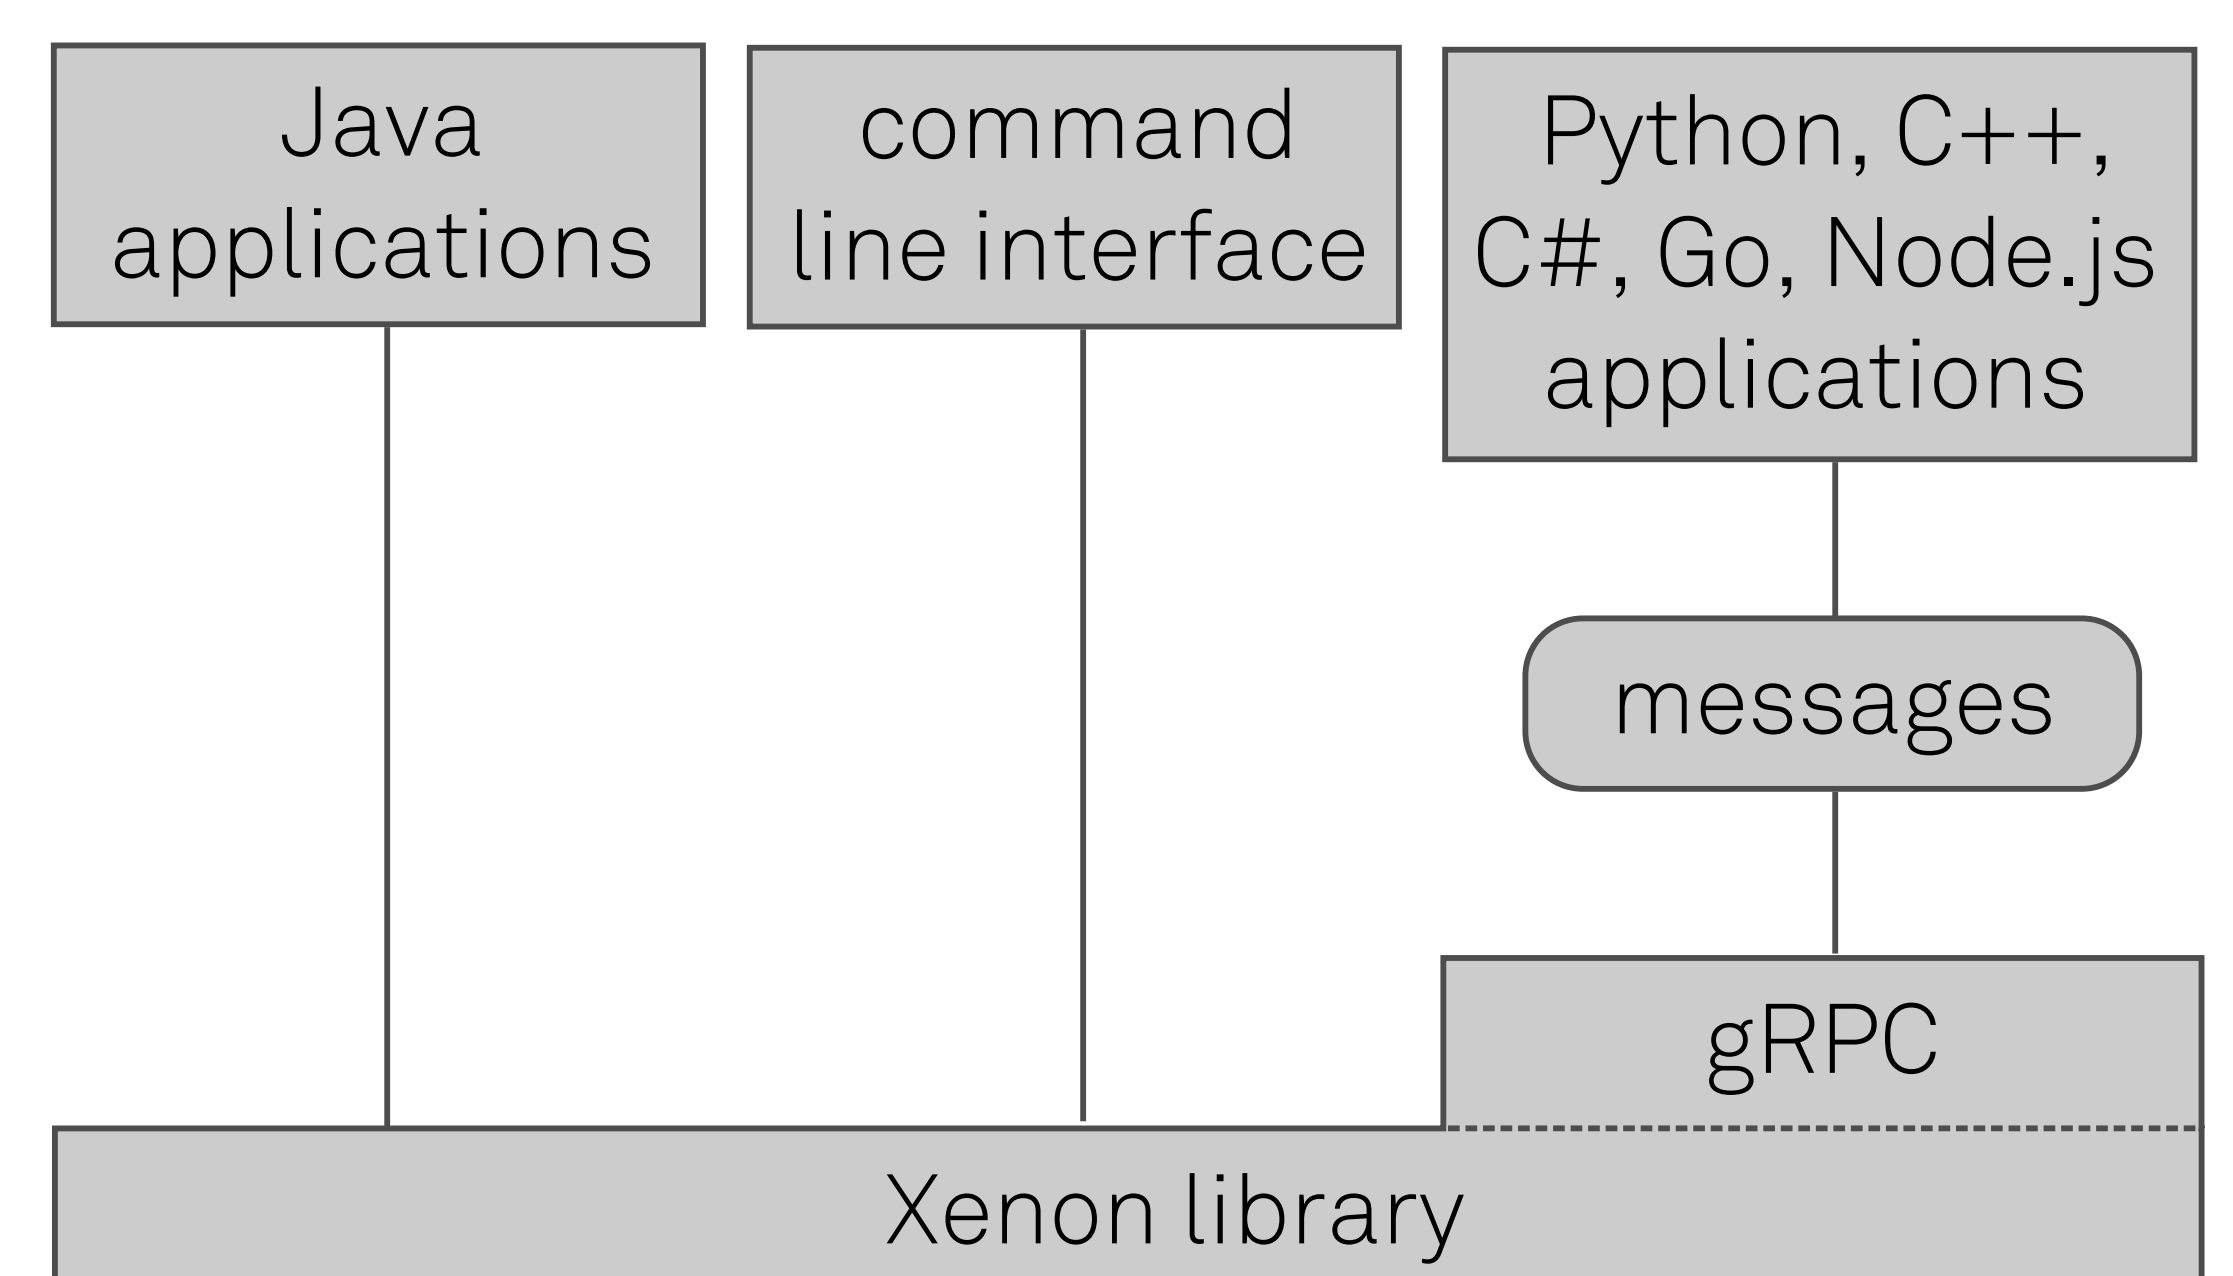 Java
applications
command
line interface
Python, C++,
C#, Go, Node.js
applications
messages
gRPC
Xenon library